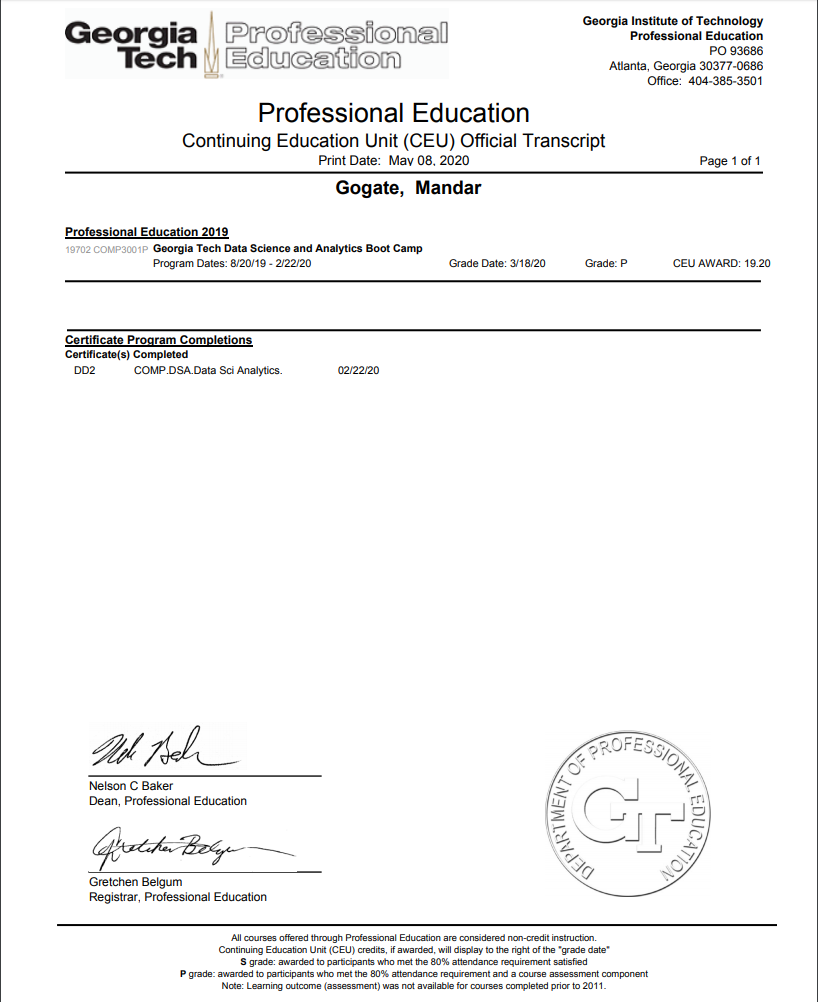 Georgia Tech Professional Education
Georgia Institute of Technology
Professional Education
PO 93686
Atlanta, Georgia 30377-0686
Office: 404-385-3501
Professional Education
Continuing Education Unit (CEU) Official Transcript
Print Date: May 08, 2020 Page 1 of 1
Gogate, Mandar
Professional Education 2019
19702 COMP3001P Georgia Tech Data Science and Analytics Boot Camp
Program Dates: 8/20/19 - 2/22/20 Grade Date: 3/18/20 Grade: P CEU AWARD: 19.20
Certificate Program Completions
Certificate(s) Completed
DD2 COMP.DSA.Data Sci Analytics. 02/22/20
Nelson C Baker
Dean, Professional Education
Gretchen Belgum
Gretchen Belgum
Registrar, Professional Education
DEPARTMENT OF PROFESSIONAL EDUCATION
GT
All courses offered through Professional Education are considered non-credit instruction.
Continuing Education Unit (CEU) credits, if awarded, will display to the right of the "grade date"
S grade: awarded to participants who met the 80% attendance requirement satisfied
P grade: awarded to participants who met the 80% attendance requirement and a course assessment component
Note: Learning outcome (assessment) was not available for courses completed prior to 2011.